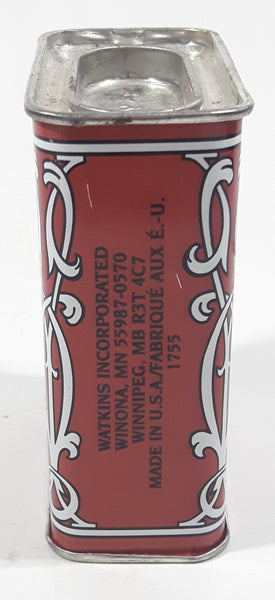 WATKINS INCORPORATED
WINONA, MN 55987-0570
WINNIPEG, MB R3T 4C7
MADE IN U.S.A./FABRIQUÉ AUX É.-U.
1755